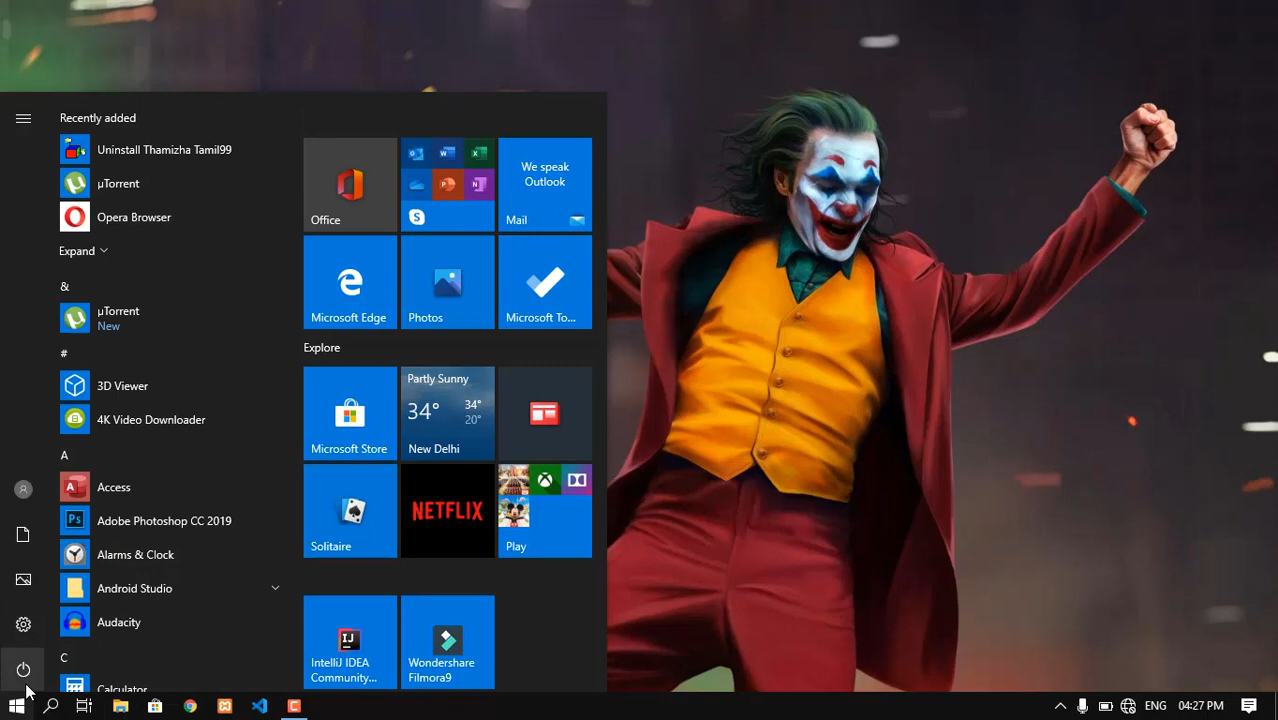 Recently added
Uninstall Thamizha Tamil99
µTorrent
Opera Browser
Expand
&
µTorrent
New
#
3D Viewer
4K Video Downloader
A
Access
Adobe Photoshop CC 2019
Alarms & Clock
Android Studio
Audacity
C
Calculator
Office
We speak
Outlook
Mail
Microsoft Edge
Photos
Microsoft To...
Explore
Microsoft Store
Partly Sunny
34°
34°
20°
New Delhi
Solitaire
NETFLIX
Play
IJ
IntelliJ IDEA
Community...
Wondershare
Filmora9
ENG
04:27 PM